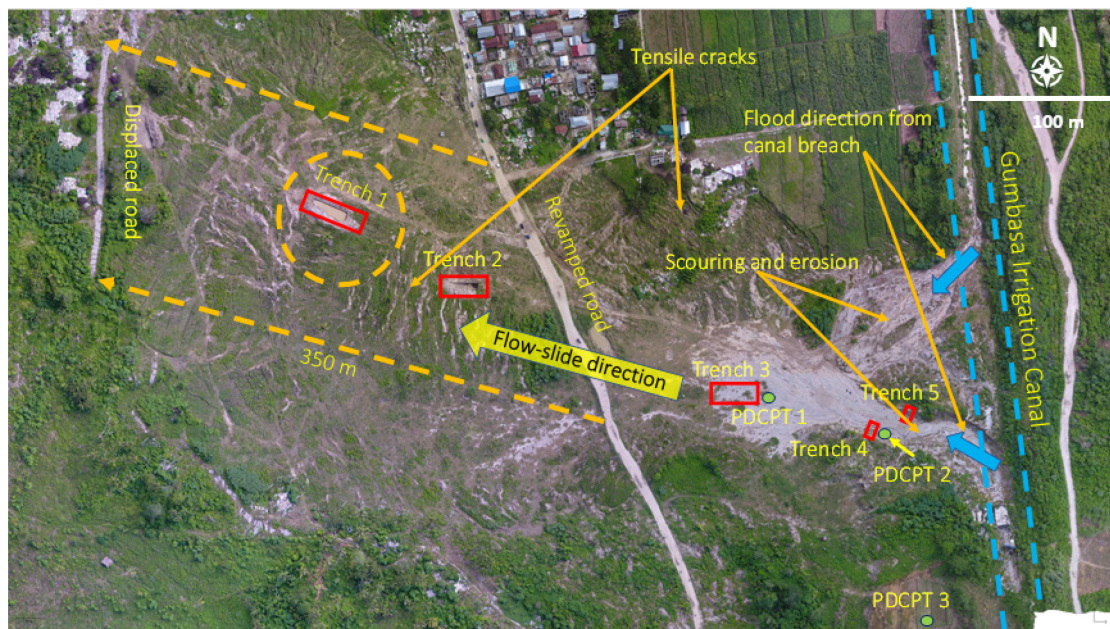 N
100 m
Tensile cracks
Flood direction from
canal breach
Gumbasa Irrigation Canal
Displaced road
Trench 1
Revamped road
Trench 2
Scouring and erosion
350 m
Flow-slide direction
Trench 3
PDCPT 1
Trench 5
Trench 4
PDCPT 2
PDCPT 3